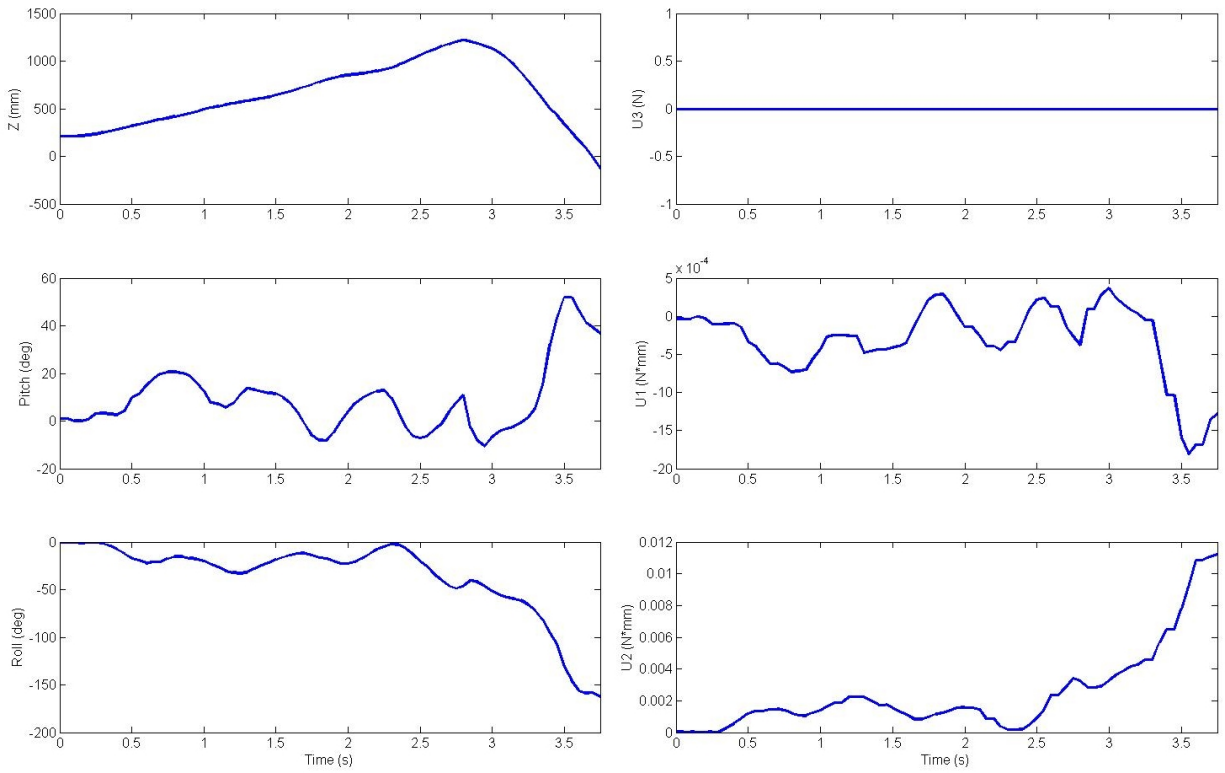 1500
1000
500
0
-500
Z (mm)
0 0.5 1 1.5 2 2.5 3 3.5
1
0.5
0
-0.5
-1
U3 (N)
0 0.5 1 1.5 2 2.5 3 3.5
60
40
20
0
-20
Pitch (deg)
0 0.5 1 1.5 2 2.5 3 3.5
x 10^-4
5
0
-5
-10
-15
-20
U1 (N*mm)
0 0.5 1 1.5 2 2.5 3 3.5
0
-50
-100
-150
-200
Roll (deg)
0 0.5 1 1.5 2 2.5 3 3.5
Time (s)
0.012
0.01
0.008
0.006
0.004
0.002
0
U2 (N*mm)
0 0.5 1 1.5 2 2.5 3 3.5
Time (s)